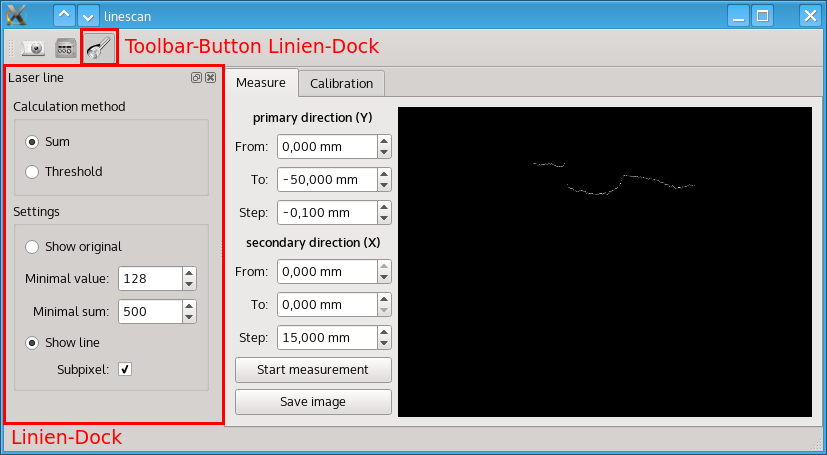 linescan
Toolbar-Button Linien-Dock
Laser line
Calculation method
Sum
Threshold
Settings
Show original
Minimal value: 128
Minimal sum: 500
Show line
Subpixel:
Linien-Dock
Measure
Calibration
primary direction (Y)
From: 0,000 mm
To: -50,000 mm
Step: -0,100 mm
secondary direction (X)
From: 0,000 mm
To: 0,000 mm
Step: 15,000 mm
Start measurement
Save image